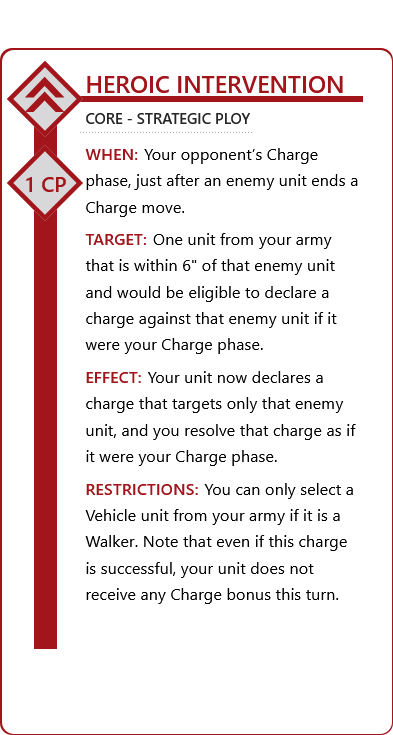 HEROIC INTERVENTION
CORE - STRATEGIC PLOY
1 CP
WHEN: Your opponent's Charge
phase, just after an enemy unit ends a
Charge move.
TARGET: One unit from your army
that is within 6" of that enemy unit
and would be eligible to declare a
charge against that enemy unit if it
were your Charge phase.
EFFECT: Your unit now declares a
charge that targets only that enemy
unit, and you resolve that charge as if
it were your Charge phase.
RESTRICTIONS: You can only select a
Vehicle unit from your army if it is a
Walker. Note that even if this charge
is successful, your unit does not
receive any Charge bonus this turn.